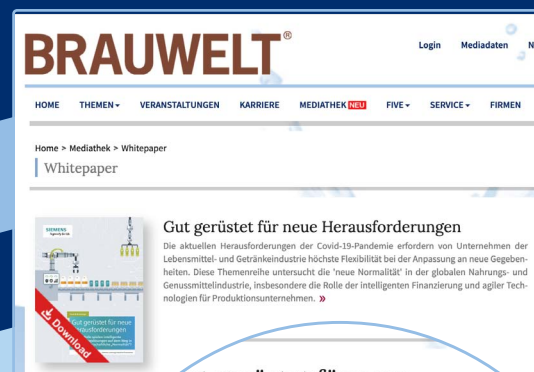 BRAUWELT®
Login Mediadaten N
HOME THEMEN VERANSTALTUNGEN KARRIERE MEDIATHEK NEU FIVE SERVICE FIRMEN
Home > Mediathek > Whitepaper
Whitepaper
SIEMENS
Gut gerüstet für neue
Herausforderungen
Download
Gut gerüstet für neue Herausforderungen
Die aktuellen Herausforderungen der Covid-19-Pandemie erfordern von Unternehmen der
Lebensmittel- und Getränkeindustrie höchste Flexibilität bei der Anpassung an neue Gegeben-
heiten. Diese Themenreihe untersucht die 'neue Normalität' in der globalen Nahrungs- und
Genussmittelindustrie, insbesondere die Rolle der intelligenten Finanzierung und agiler Tech-
nologien für Produktionsunternehmen. »